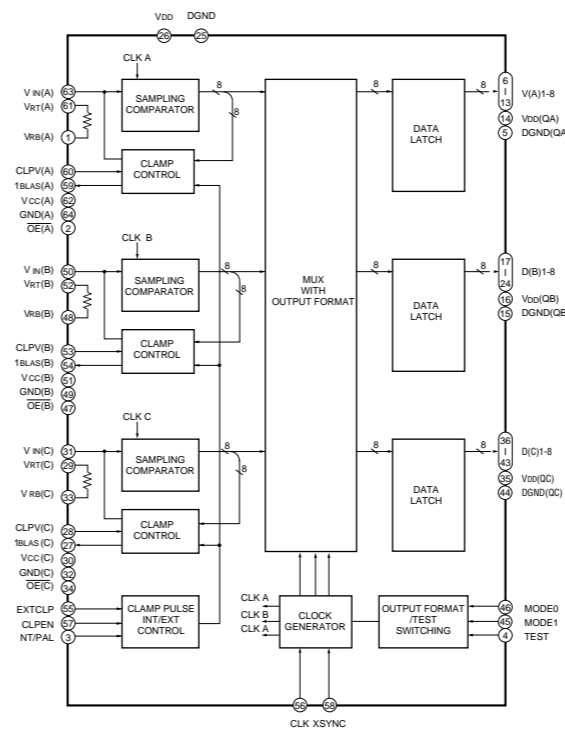 VDD DGND
26 25
CLK A
V IN(A) 63
VRT(A) 61
VRB(A) 1
SAMPLING
COMPARATOR
8
8
CLPV(A) 60
1BLAS(A) 59
VCC(A) 62
GND(A) 64
OE(A) 2
CLAMP
CONTROL
8
DATA
LATCH
8
6
13
V(A)1-8
14 VDD(QA)
5 DGND(QA
CLK B
V IN(B) 50
VRT(B) 52
VRB(B) 48
SAMPLING
COMPARATOR
8
8
CLPV(B) 53
1BLAS(B) 54
VCC(B) 51
GND(B) 49
OE(B) 47
CLAMP
CONTROL
MUX
WITH
OUTPUT FORMAT
8
DATA
LATCH
8
17
24
D(B)1-8
16 VDD(QB)
15 DGND(QB
CLK C
V IN(C) 31
VRT(C) 29
V RB(C) 33
SAMPLING
COMPARATOR
8
8
CLPV(C) 28
1BLAS(C) 27
VCC(C) 30
GND(C) 32
OE(C) 34
CLAMP
CONTROL
8
DATA
LATCH
8
36
43
D(C)1-8
35 VDD(QC)
44 DGND(QC)
EXTCLP 55
CLPEN 57
NT/PAL 3
CLAMP PULSE
INT/EXT
CONTROL
CLK A
CLK B
CLK A
CLOCK
GENERATOR
OUTPUT FORMAT
/TEST
SWITCHING
46 MODE0
45 MODE1
4 TEST
56 58
CLK XSYNC